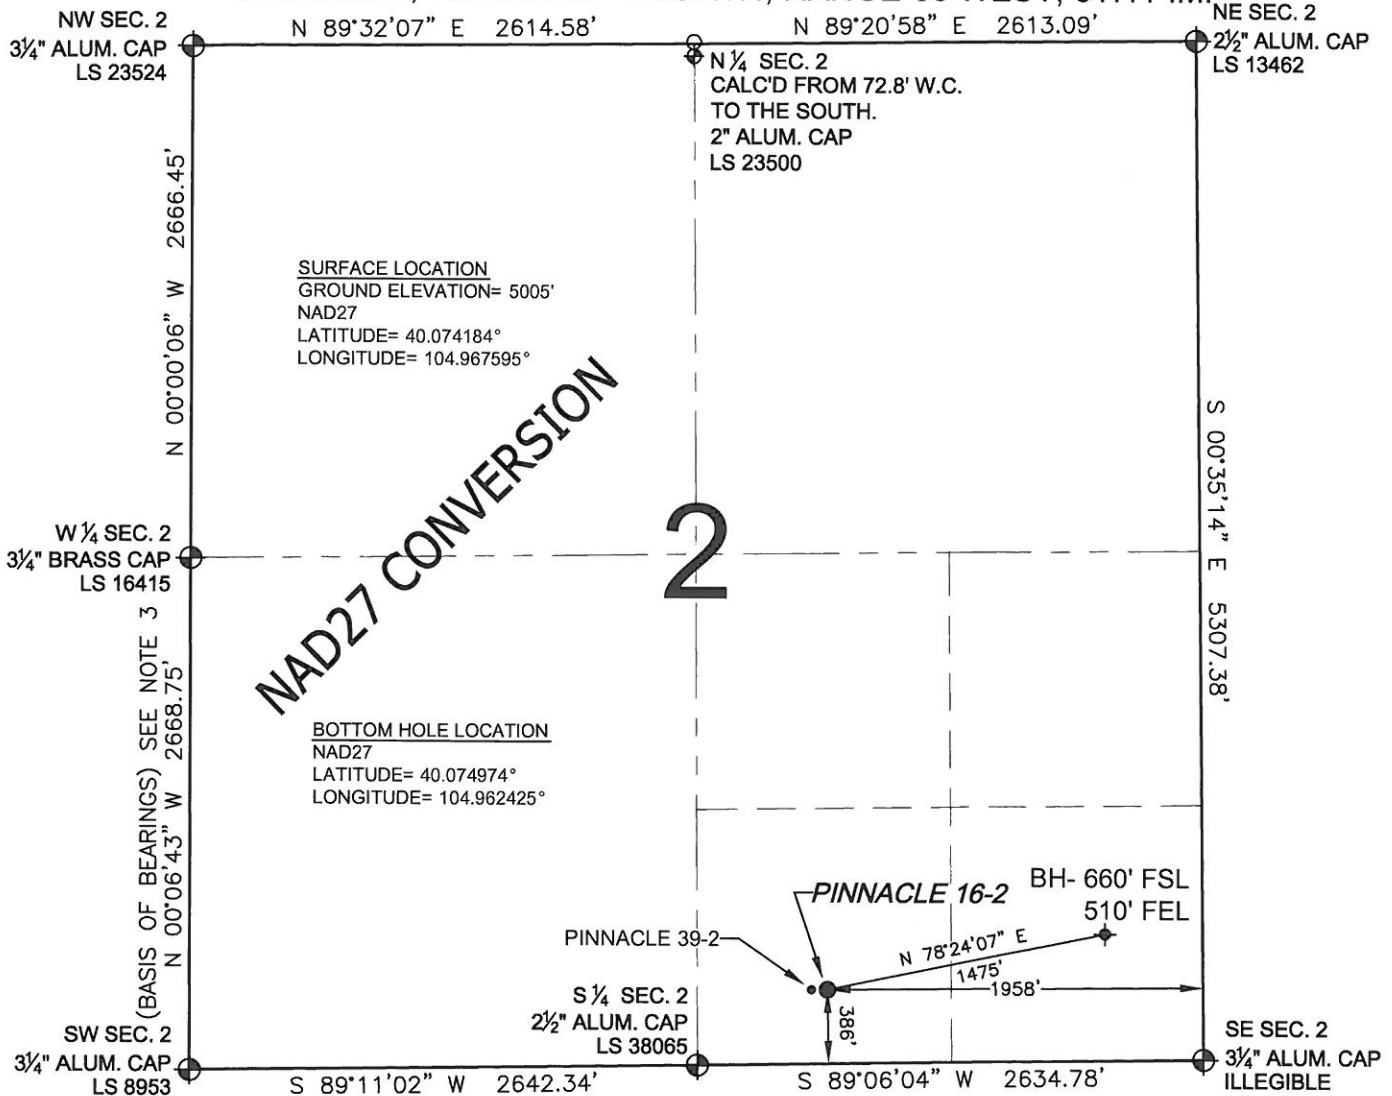 N 89°32'07" E 2614.58'
N 89°20'58" E 2613.09'
NW SEC. 2
3¼" ALUM. CAP
LS 23524
NE SEC. 2
2½" ALUM. CAP
LS 13462
N ¼ SEC. 2
CALC'D FROM 72.8' W.C.
TO THE SOUTH.
2" ALUM. CAP
LS 23500
N 00°00'06" W 2666.45'
SURFACE LOCATION
GROUND ELEVATION= 5005'
NAD27
LATITUDE= 40.074184°
LONGITUDE= 104.967595°
NAD27 CONVERSION
S 00°35'14" E 5307.38'
2
W ¼ SEC. 2
3¼" BRASS CAP
LS 16415
(BASIS OF BEARINGS) SEE NOTE 3
N 00°06'43" W 2668.75'
BOTTOM HOLE LOCATION
NAD27
LATITUDE= 40.074974°
LONGITUDE= 104.962425°
PINNACLE 16-2
BH- 660' FSL
510' FEL
PINNACLE 39-2
N 78°24'07" E
1475'
1958'
386'
S ¼ SEC. 2
2½" ALUM. CAP
LS 38065
SW SEC. 2
3¼" ALUM. CAP
LS 8953
SE SEC. 2
3¼" ALUM. CAP
ILLEGIBLE
S 89°11'02" W 2642.34'
S 89°06'04" W 2634.78'